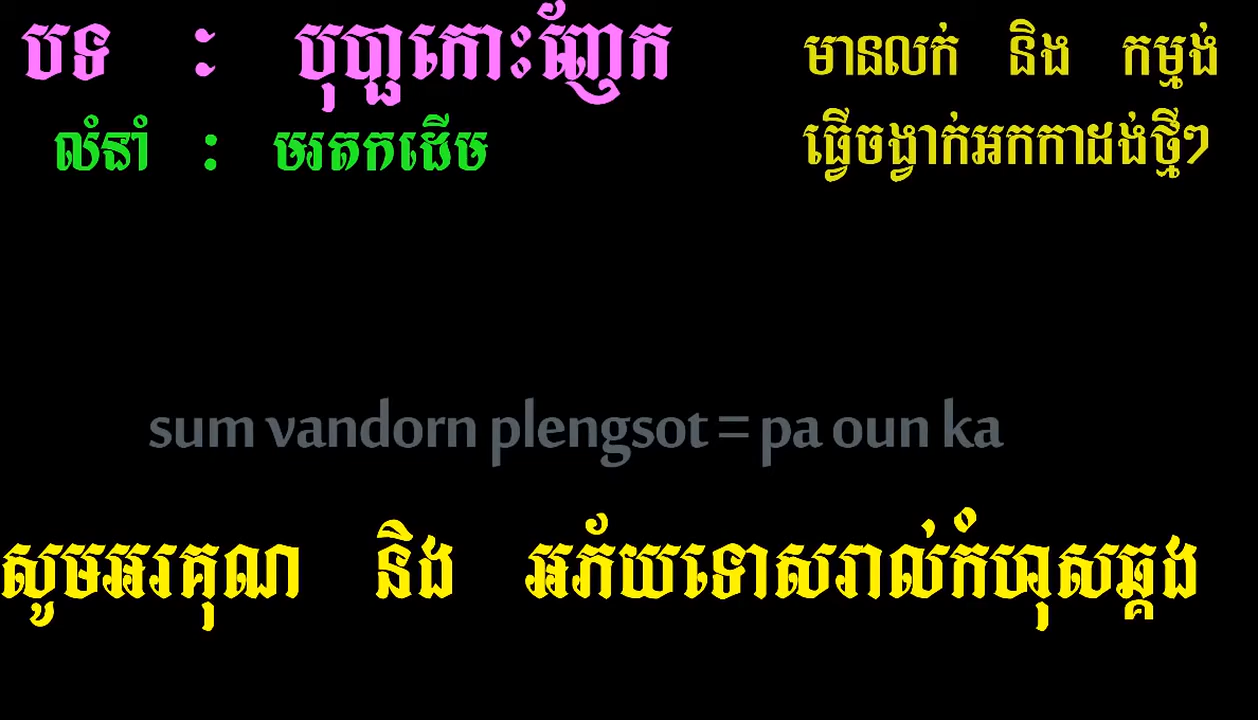 បទ ៈ បុប្ផាកោះញែក
លំនាំ : មរតកដើម
មានលក់ និង កម្មង់
ធ្វើចង្វាក់អកកាដង់ថ្មីៗ
sum vandorn plengsot = pa oun ka
សូមអរគុណ និង អភ័យទោសរាល់កំហុសឆ្គង